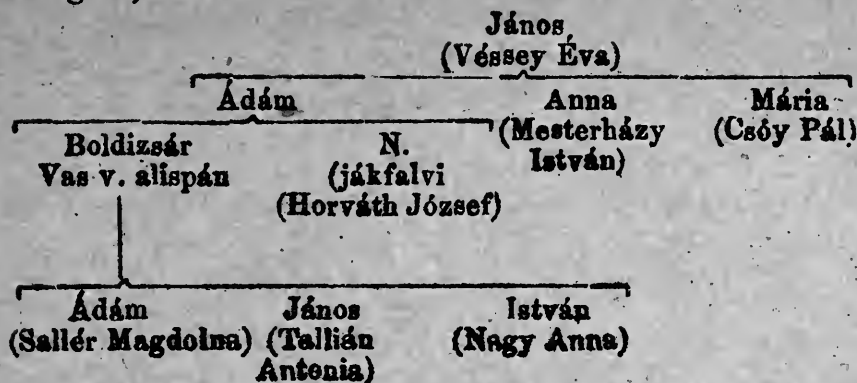 János
(Véssey Éva)
Ádám Anna Mária
(Mesterházy (Csóy Pál)
István)
Boldizsár N.
Vas v. alispán (jákfalvi
(Horváth József)
Ádám János István
(Sallér Magdolna) (Tallián (Nagy Anna)
Antonia)